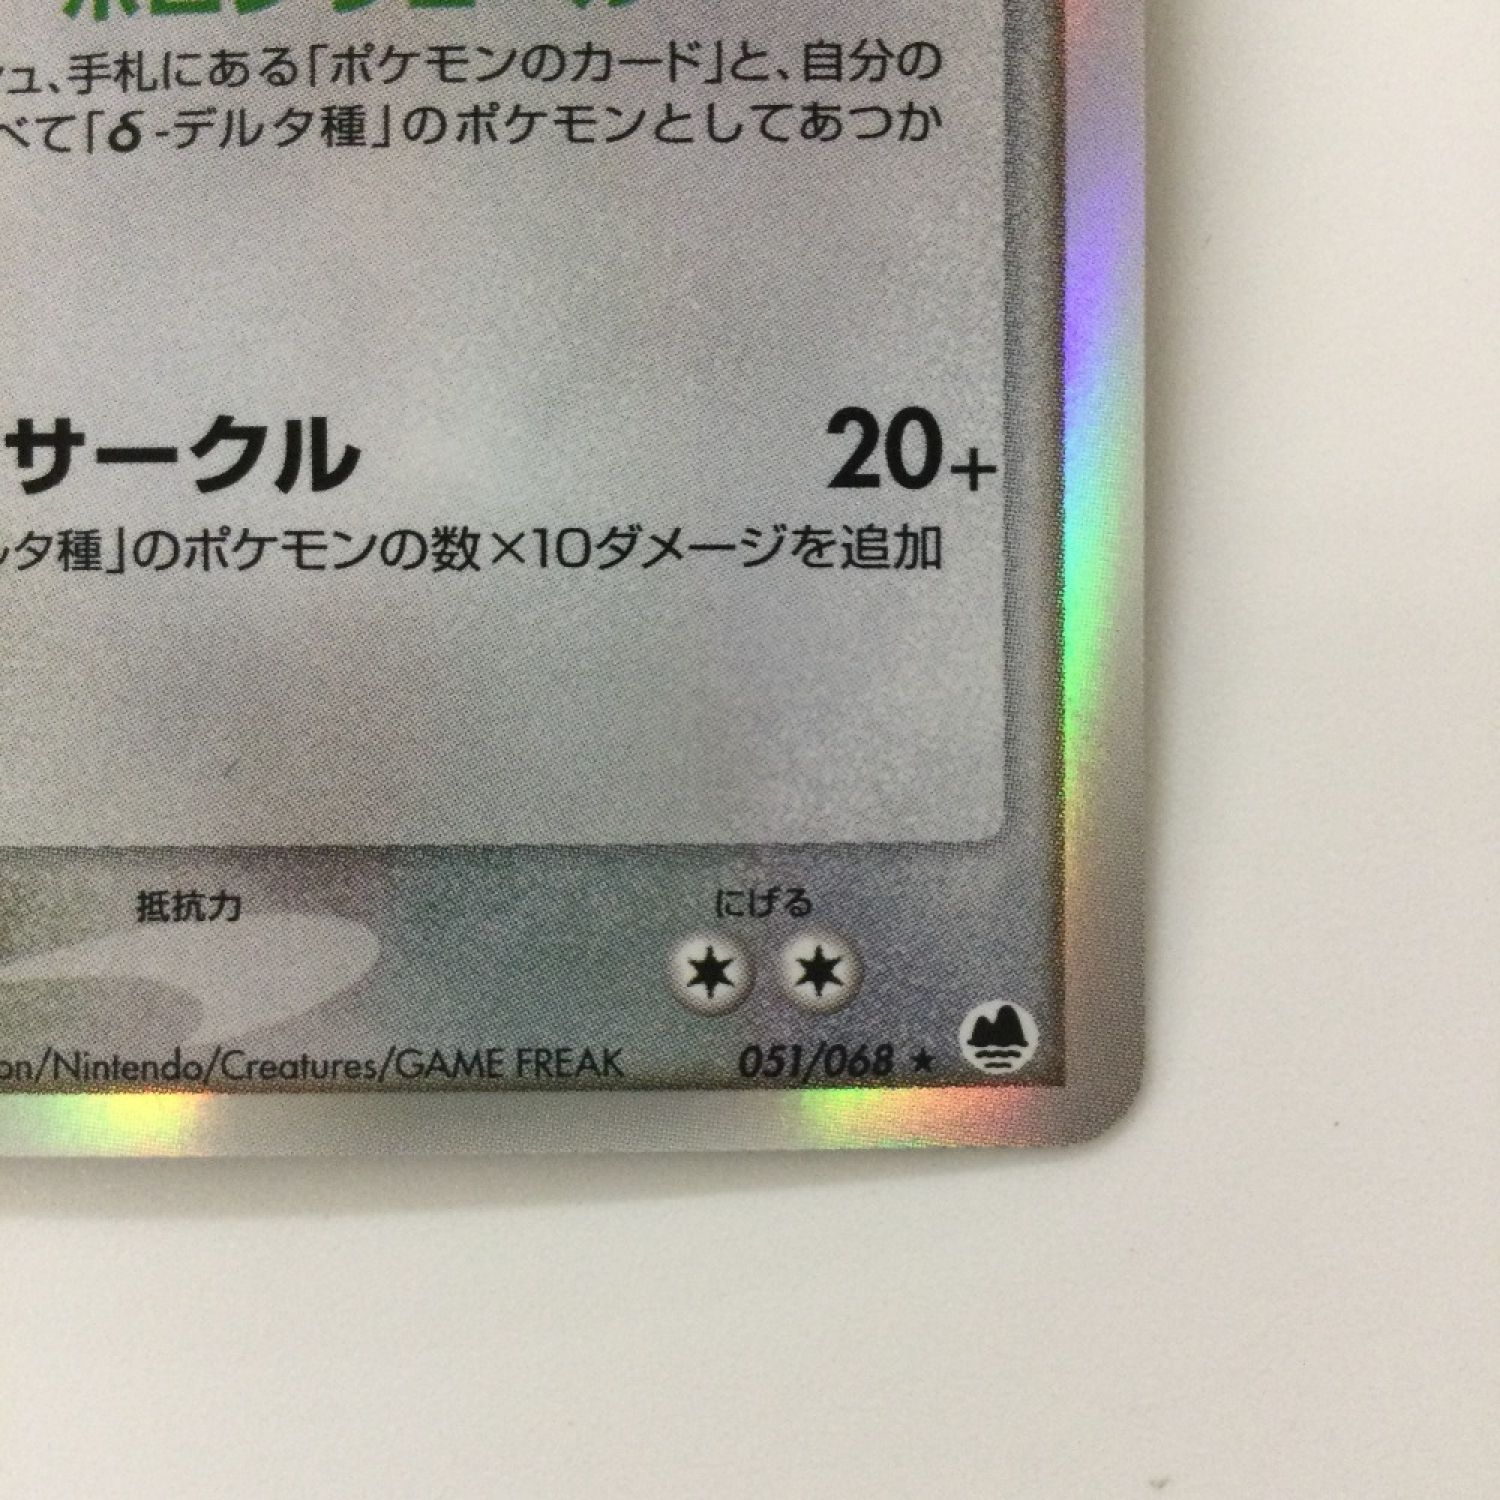 ュ、手札にある「ポケモンのカード」と、自分の
べて「δ-デルタ種」のポケモンとしてあつか
サークル 20+
ルタ種」のポケモンの数×10ダメージを追加
抵抗力 にげる
on/Nintendo/Creatures/GAME FREAK 051/068 ★